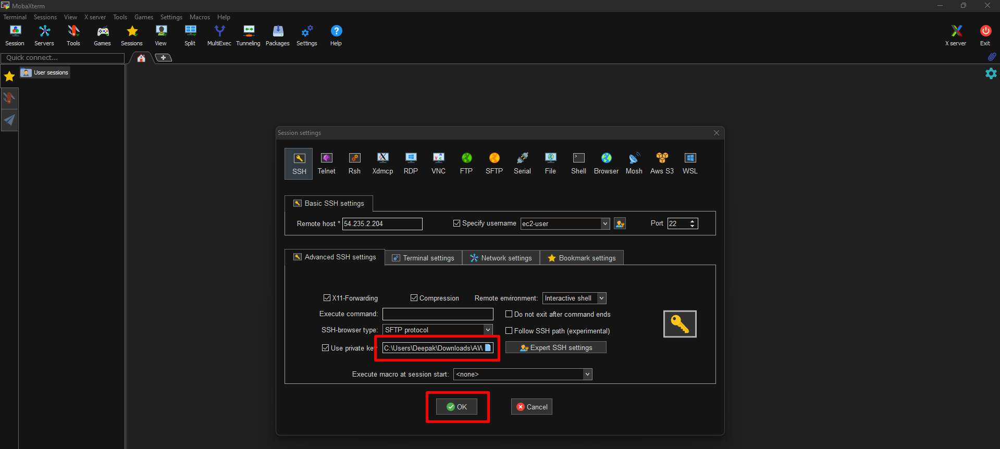 MobaXterm
Terminal Sessions View X server Tools Games Settings Macros Help
Session Servers Tools Games Sessions View Split MultiExec Tunneling Packages Settings Help X server Exit
Quick connect...
User sessions
Session settings
SSH Telnet Rsh Xdmcp RDP VNC FTP SFTP Serial File Shell Browser Mosh Aws S3 WSL
Basic SSH settings
Remote host * 54.235.2.204 Specify username ec2-user Port 22
Advanced SSH settings Terminal settings Network settings Bookmark settings
X11-Forwarding Compression Remote environment: Interactive shell
Execute command: Do not exit after command ends
SSH-browser type: SFTP protocol Follow SSH path (experimental)
Use private key C:\Users\Deepak\Downloads\AW Expert SSH settings
Execute macro at session start: <none>
OK Cancel